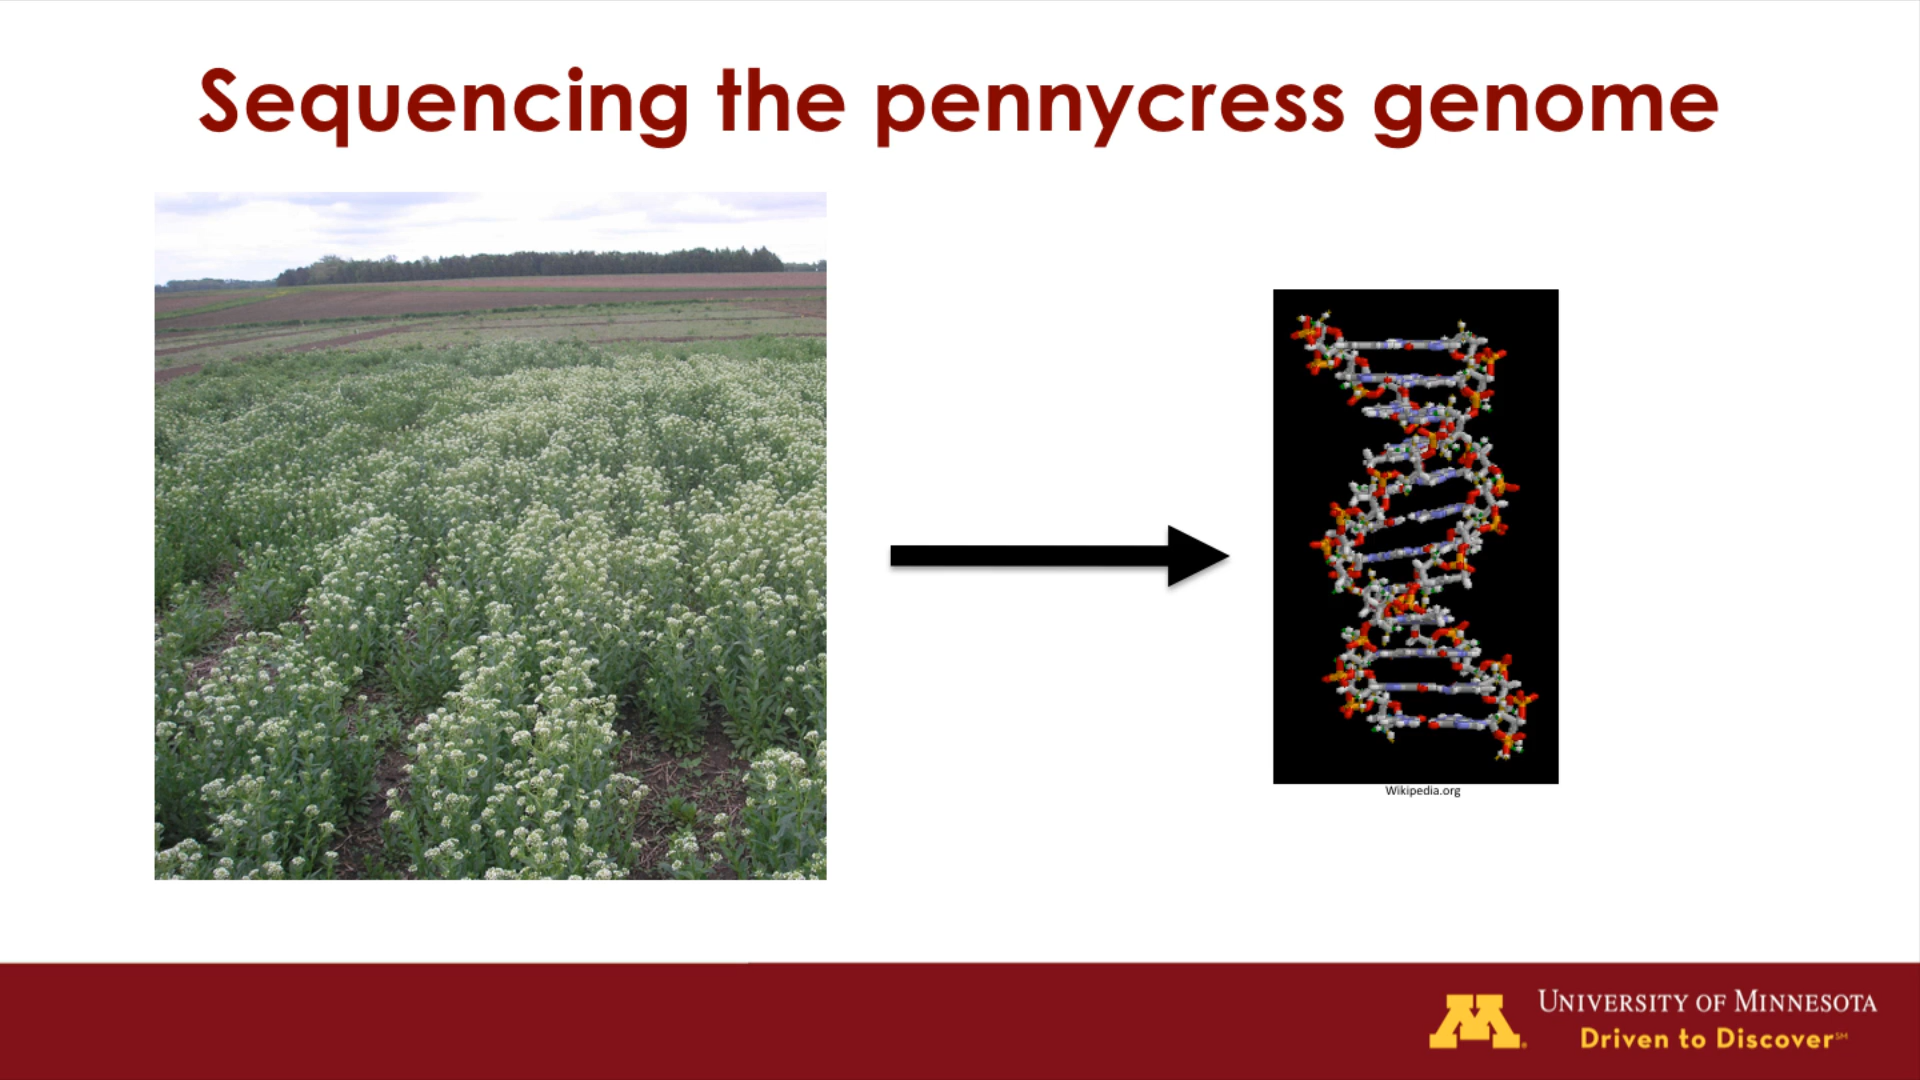 Sequencing the pennycress genome
Wikipedia.org
M
UNIVERSITY OF MINNESOTA
Driven to Discover℠